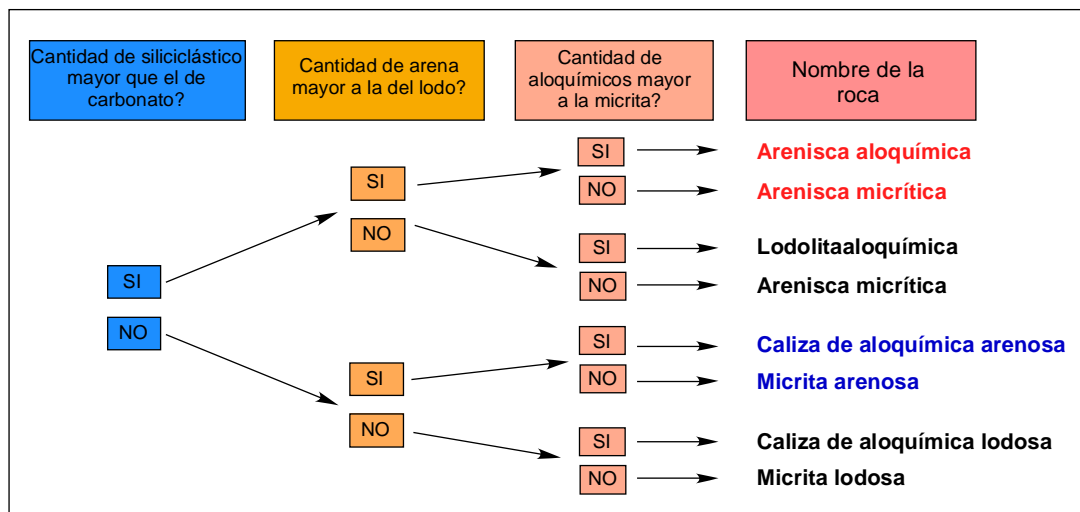 Cantidad de siliciclástico
mayor que el de
carbonato?
Cantidad de arena
mayor a la del lodo?
Cantidad de
aloquímicos mayor
a la micrita?
Nombre de la
roca
SI
NO
SI
NO
SI
NO
SI
NO
SI
NO
SI
NO
SI
NO
Arenisca aloquímica
Arenisca micrítica
Lodolitaaloquímica
Arenisca micrítica
Caliza de aloquímica arenosa
Micrita arenosa
Caliza de aloquímica lodosa
Micrita lodosa